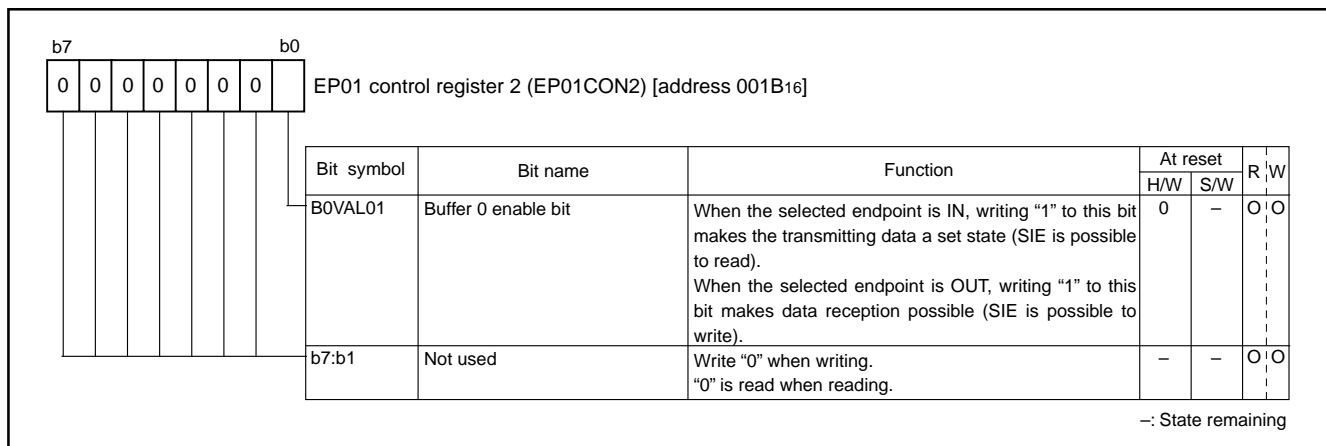 b7 b0
0 0 0 0 0 0 0
EP01 control register 2 (EP01CON2) [address 001B16]
Bit symbol Bit name Function At reset R W
H/W S/W
B0VAL01 Buffer 0 enable bit When the selected endpoint is IN, writing “1” to this bit 0 – O O
makes the transmitting data a set state (SIE is possible
to read).
When the selected endpoint is OUT, writing “1” to this
bit makes data reception possible (SIE is possible to
write).
b7:b1 Not used Write “0” when writing. – – O O
“0” is read when reading.
–: State remaining